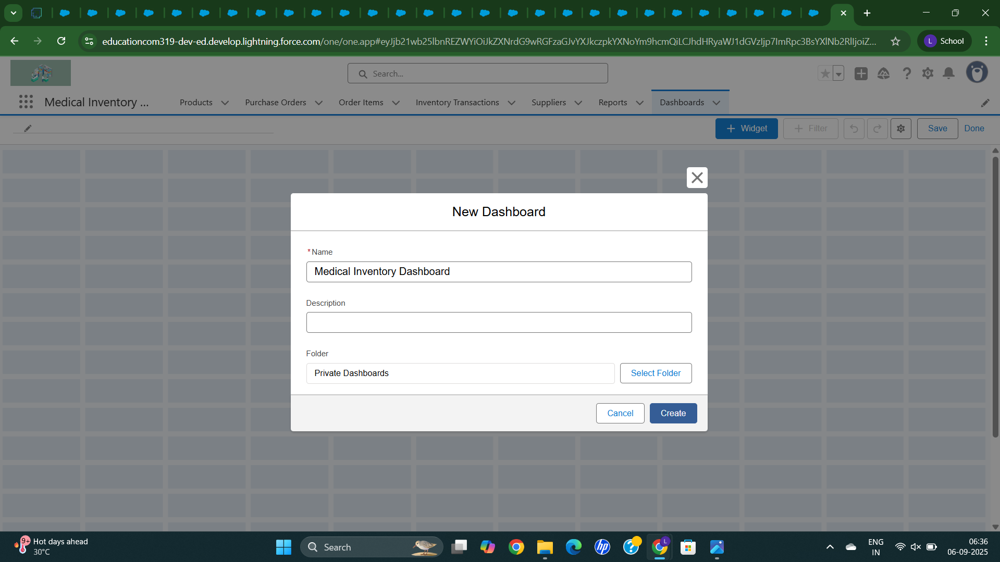 educationcom319-dev-ed.develop.lightning.force.com/one/one.app#eyJjb21wb25lbnREZWYiOiJkZXNrdG9wRGFzaGJvYXJkczpkYXNoYm9hcmQiLCJhdHRyaWJ1dGVzIjp7ImRpc3BsYXlNb2RlIjoiZ...
L School
Search...
Medical Inventory ...
Products
Purchase Orders
Order Items
Inventory Transactions
Suppliers
Reports
Dashboards
+ Widget
+ Filter
Save
Done
New Dashboard
*Name
Medical Inventory Dashboard
Description
Folder
Private Dashboards
Select Folder
Cancel
Create
9+
Hot days ahead
30°C
Search
hp
L
ENG
IN
06:36
06-09-2025